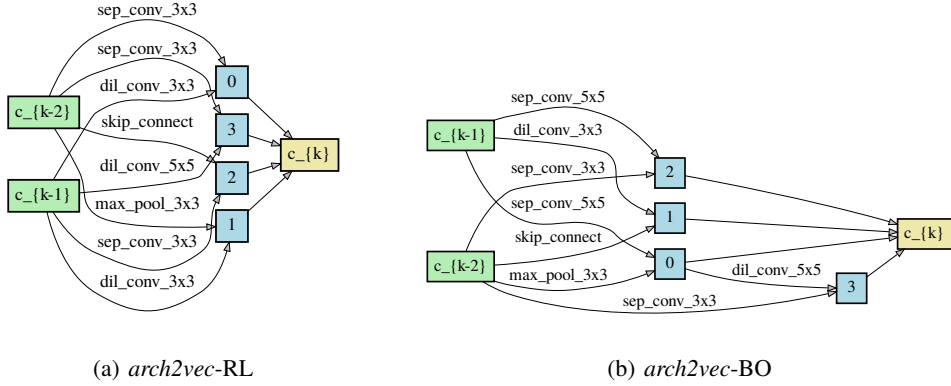 sep_conv_3x3
sep_conv_3x3
dil_conv_3x3
skip_connect
dil_conv_5x5
max_pool_3x3
sep_conv_3x3
dil_conv_3x3
c_{k-2}
c_{k-1}
0
3
2
1
c_{k}
(a) arch2vec-RL
sep_conv_5x5
dil_conv_3x3
sep_conv_3x3
sep_conv_5x5
skip_connect
max_pool_3x3
sep_conv_3x3
dil_conv_5x5
c_{k-1}
c_{k-2}
2
1
0
3
c_{k}
(b) arch2vec-BO